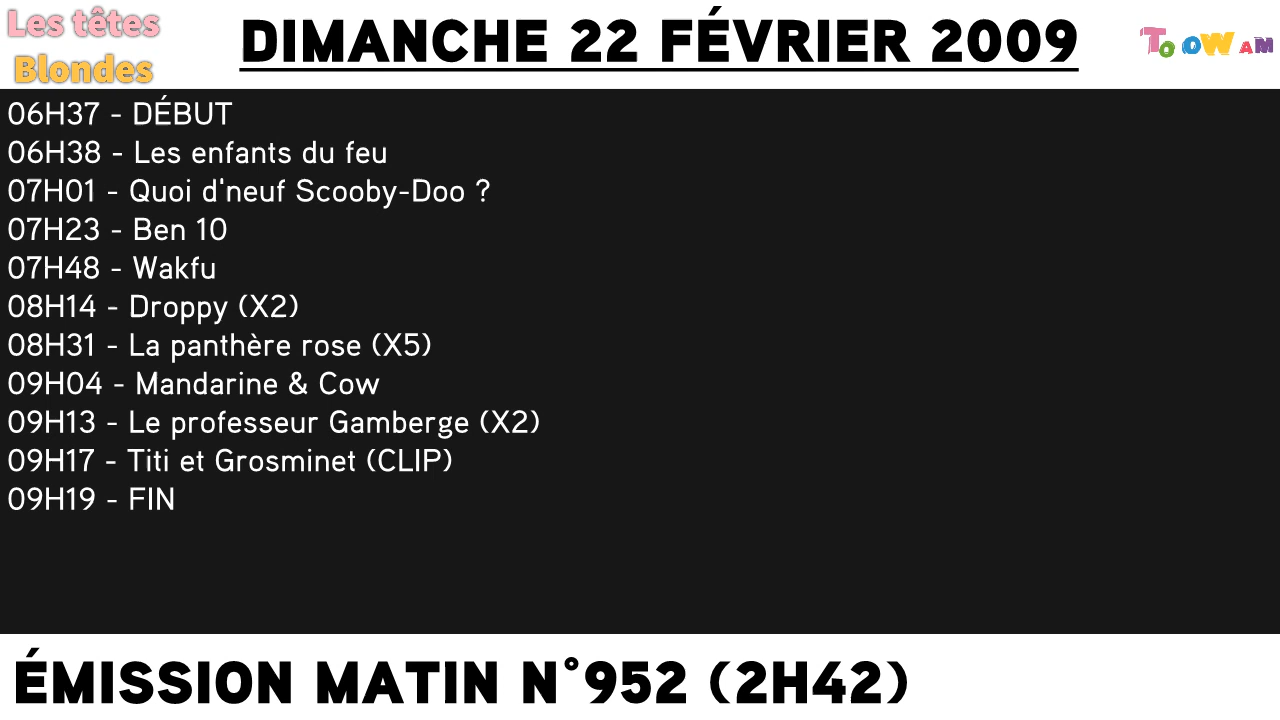 Les têtes
Blondes
DIMANCHE 22 FÉVRIER 2009
TO OOWAM
06H37 - DÉBUT
06H38 - Les enfants du feu
07H01 - Quoi d'neuf Scooby-Doo ?
07H23 - Ben 10
07H48 - Wakfu
08H14 - Droppy (X2)
08H31 - La panthère rose (X5)
09H04 - Mandarine & Cow
09H13 - Le professeur Gamberge (X2)
09H17 - Titi et Grosminet (CLIP)
09H19 - FIN
ÉMISSION MATIN N°952 (2H42)